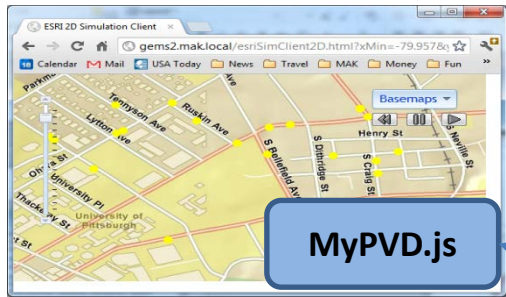 ESRI 2D Simulation Client
gems2.mak.local/esriSimClient2D.html?xMin=-79.957&
Calendar Mail USA Today News Travel MAK Money Fun »
Basemaps
Tennyson Ave
Ruskin Ave
Lytton Ave
Henry St
S Neville St
S Bellefield Ave
S Dithridge St
S Craig St
University Pl
University of
Pittsburgh
MyPVD.js